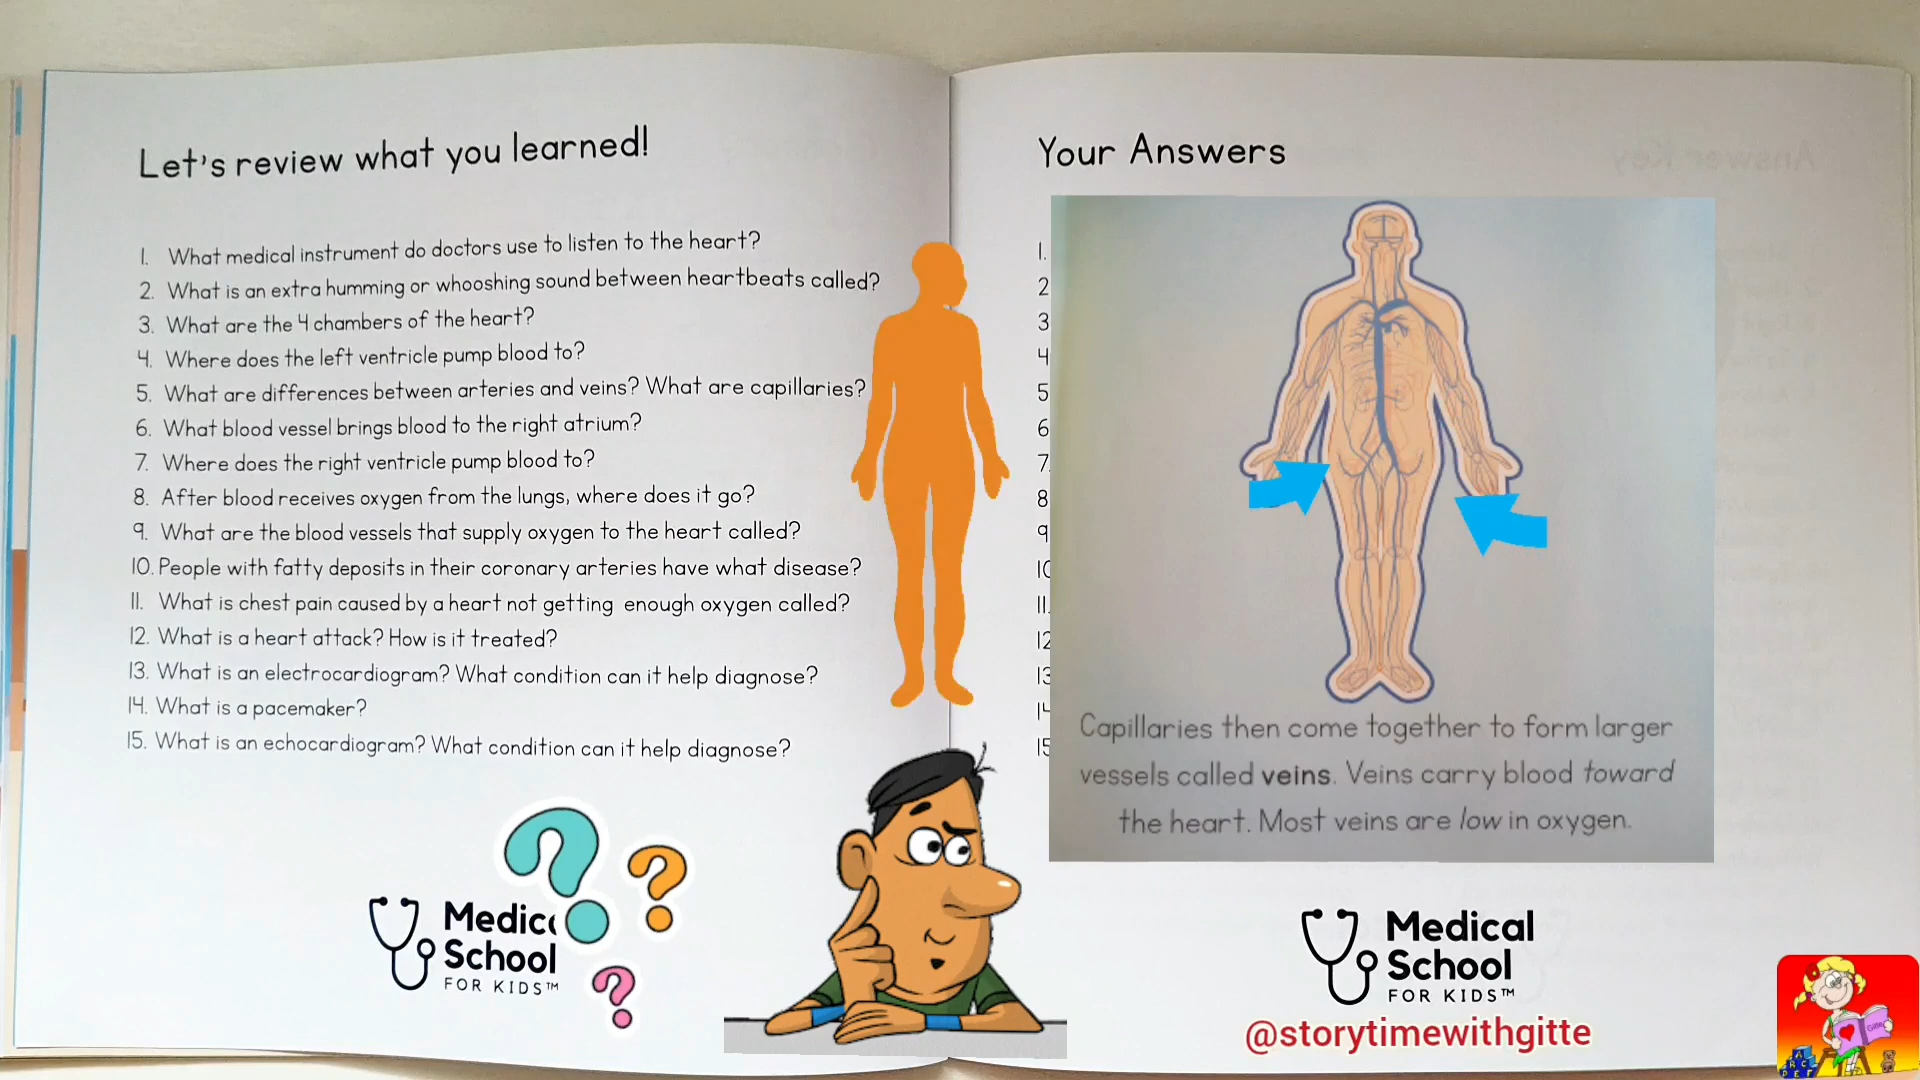 Let's review what you learned!
1. What medical instrument do doctors use to listen to the heart?
2. What is an extra humming or whooshing sound between heartbeats called?
3. What are the 4 chambers of the heart?
4. Where does the left ventricle pump blood to?
5. What are differences between arteries and veins? What are capillaries?
6. What blood vessel brings blood to the right atrium?
7. Where does the right ventricle pump blood to?
8. After blood receives oxygen from the lungs, where does it go?
9. What are the blood vessels that supply oxygen to the heart called?
10. People with fatty deposits in their coronary arteries have what disease?
11. What is chest pain caused by a heart not getting enough oxygen called?
12. What is a heart attack? How is it treated?
13. What is an electrocardiogram? What condition can it help diagnose?
14. What is a pacemaker?
15. What is an echocardiogram? What condition can it help diagnose?
School
FOR KIDS™
Your Answers
1.
2
3
4
5
6
7.
8
9
11.
12
13
15
Capillaries then come together to form larger
vessels called veins. Veins carry blood toward
the heart. Most veins are low in oxygen.
Medical
School
FOR KIDS™
@storytimewithgitte
Gitte